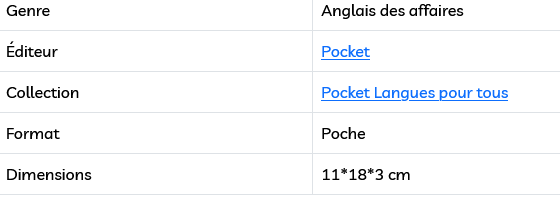 Genre Anglais des affaires
Éditeur Pocket
Collection Pocket Langues pour tous
Format Poche
Dimensions 11*18*3 cm